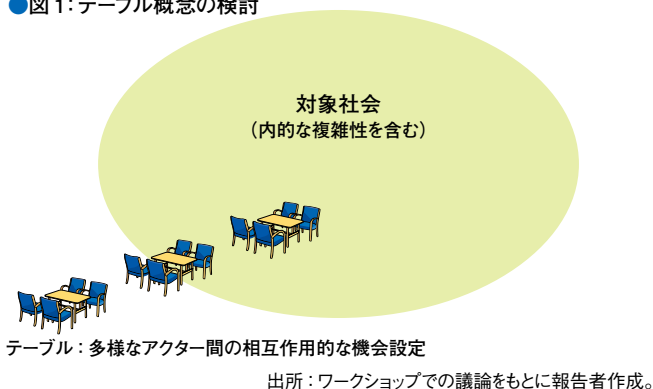 ●図1：テーブル概念の検討
対象社会
（内的な複雑性を含む）
テーブル：多様なアクター間の相互作用的な機会設定
出所：ワークショップでの議論をもとに報告者作成。